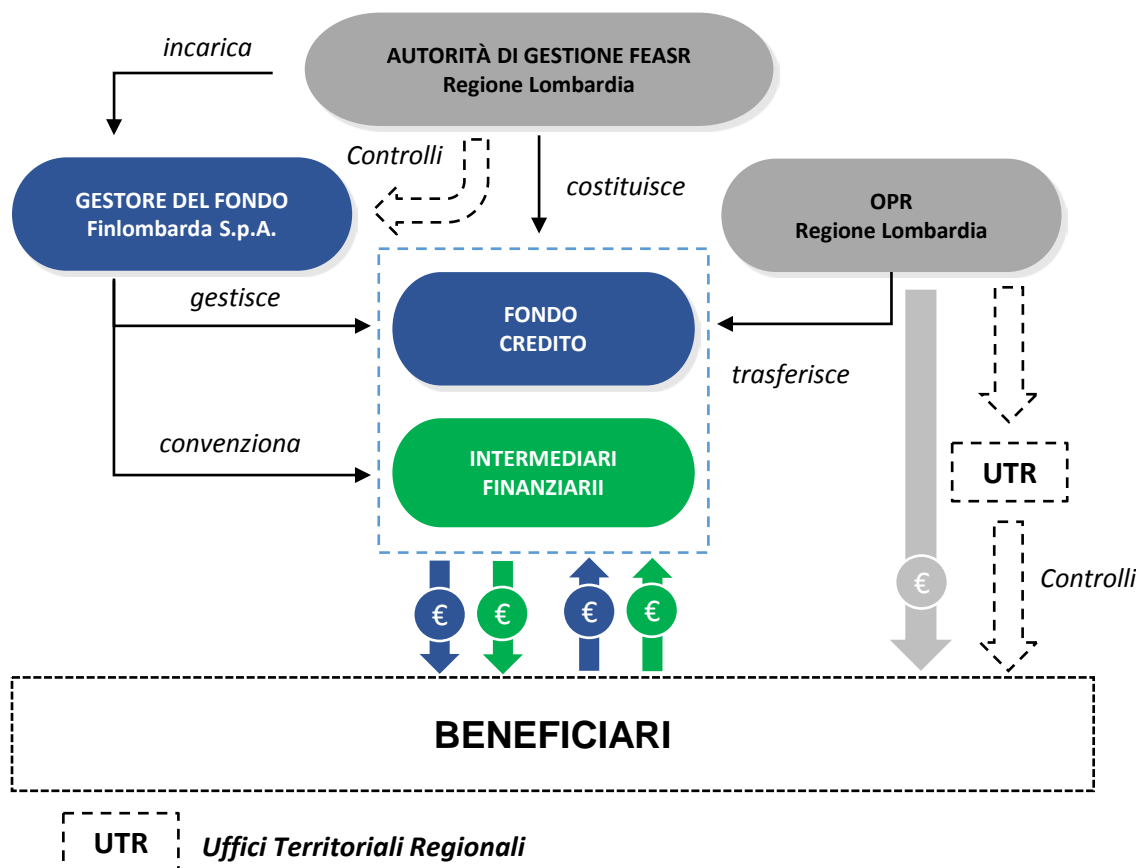 incarica
AUTORITÀ DI GESTIONE FEASR
Regione Lombardia
Controlli
costituisce
GESTORE DEL FONDO
Finlombarda S.p.A.
OPR
Regione Lombardia
gestisce
FONDO
CREDITO
trasferisce
convenziona
INTERMEDIARI
FINANZIARII
UTR
€ € € €
€
Controlli
BENEFICIARI
UTR Uffici Territoriali Regionali